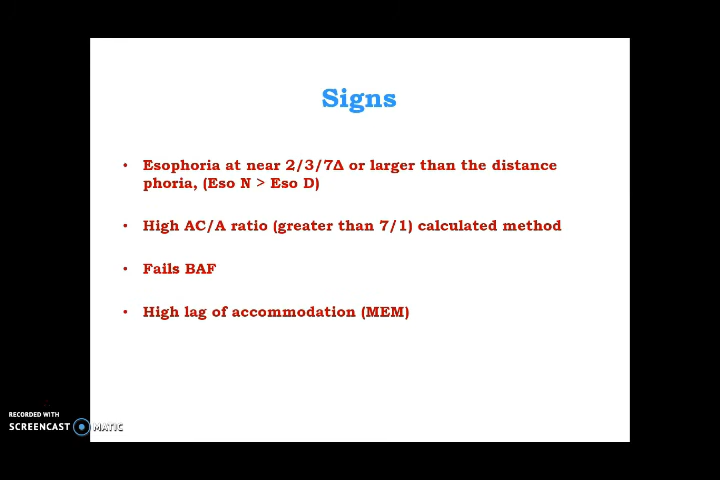 Signs
• Esophoria at near 2/3/7Δ or larger than the distance
phoria, (Eso N > Eso D)
• High AC/A ratio (greater than 7/1) calculated method
• Fails BAF
• High lag of accommodation (MEM)
RECORDED WITH
SCREENCAST MATIC